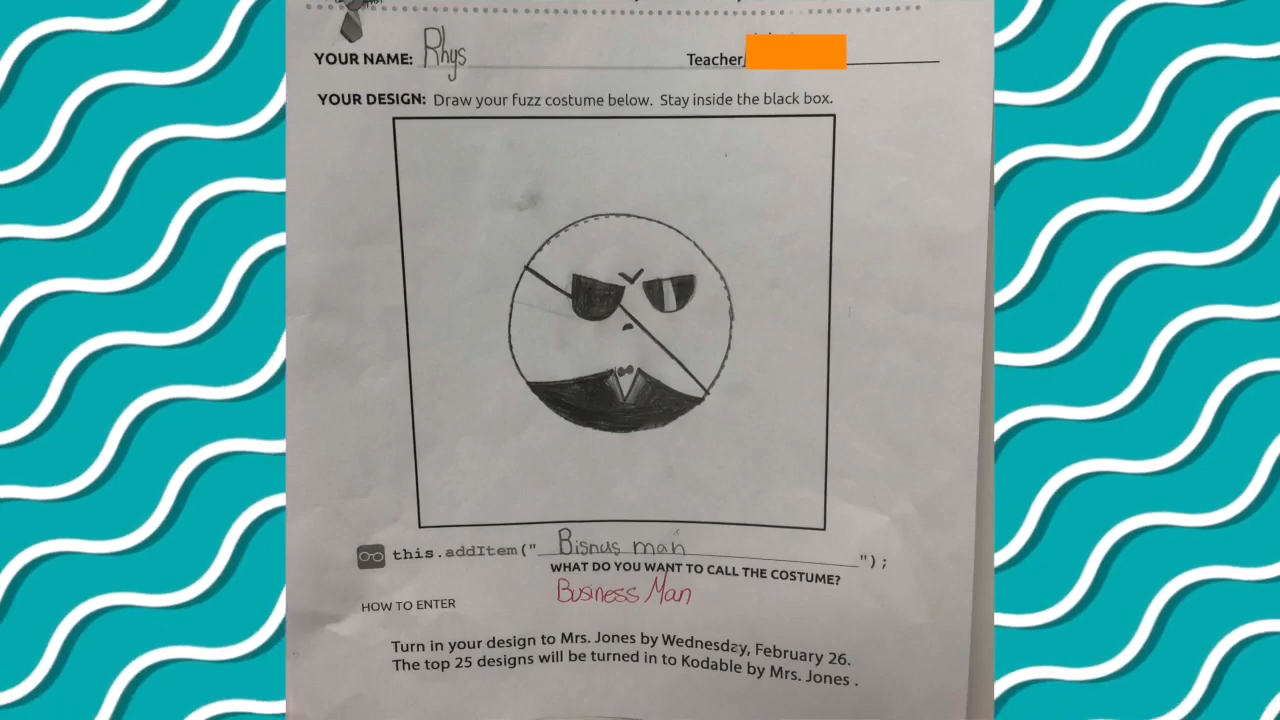 YOUR NAME: Rhys Teacher
YOUR DESIGN: Draw your fuzz costume below. Stay inside the black box.
this.addItem("Bisnus man");
WHAT DO YOU WANT TO CALL THE COSTUME?
Business Man
HOW TO ENTER
Turn in your design to Mrs. Jones by Wednesday, February 26.
The top 25 designs will be turned in to Kodable by Mrs. Jones .